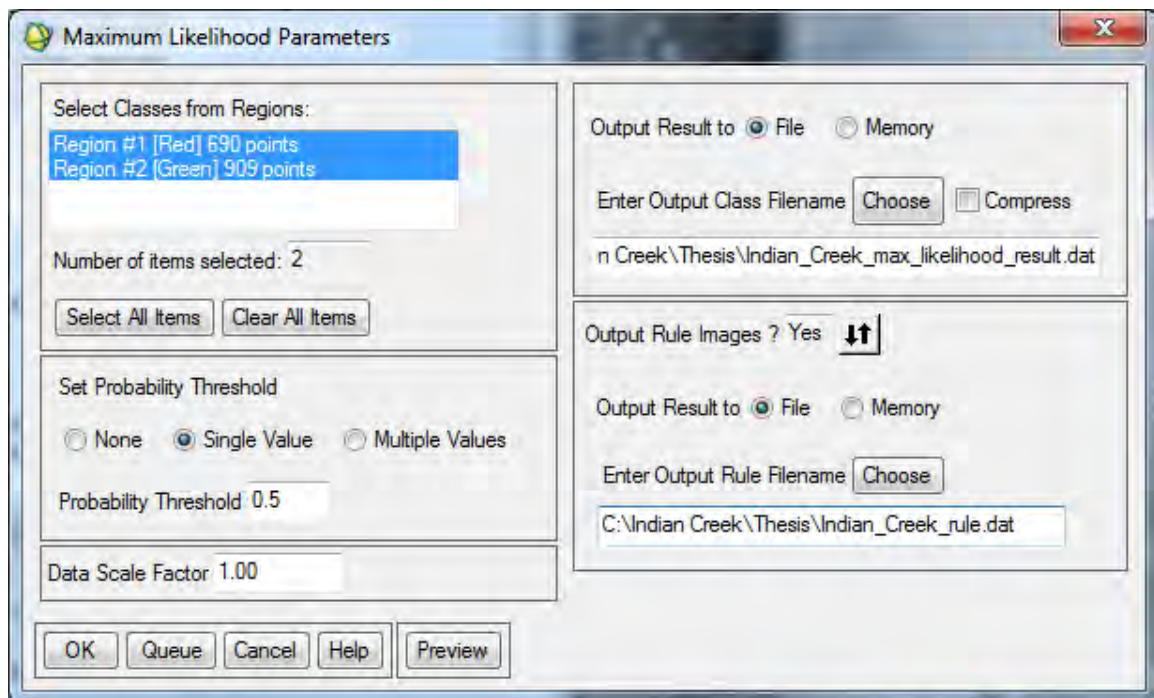 Maximum Likelihood Parameters
Select Classes from Regions:
Region #1 [Red] 690 points
Region #2 [Green] 909 points
Number of items selected: 2
Select All Items Clear All Items
Set Probability Threshold
None Single Value Multiple Values
Probability Threshold 0.5
Data Scale Factor 1.00
OK Queue Cancel Help Preview
Output Result to File Memory
Enter Output Class Filename Choose Compress
n Creek\Thesis\Indian_Creek_max_likelihood_result.dat
Output Rule Images ? Yes
Output Result to File Memory
Enter Output Rule Filename Choose
C:\Indian Creek\Thesis\Indian_Creek_rule.dat